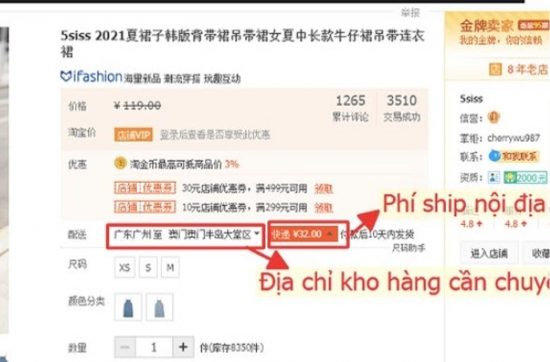 举报
5siss 2021夏裙子韩版背带裙吊带裙女夏中长款牛仔裙吊带连衣
裙
iFashion 海量新品 潮流穿搭 玩趣互动
价格 ¥119.00 1265 3510
累计评论 交易成功
淘宝价 店铺VIP 登录后查看是否享受此优惠
优惠 淘金币最高可抵商品价 3%
店铺优惠券 30元店铺优惠券，满499元可用 领取
店铺优惠券 10元店铺优惠券，满299元可用 领取
Phí ship nội địa
配送 广东广州 至 澳门澳门半岛大堂区 快递 ¥32.00 付款后10天内发货
尺码助手
尺码 XS S M
Địa chỉ kho hàng cần chuyể
颜色分类
数量 1 件(库存8350件)
金牌卖家
我的金牌，你的信赖
8 年老店
5siss
信誉：
掌柜：cherrywu987
联系：和我联系
资质： 2000元
4.8 4.8
进入店铺 收藏